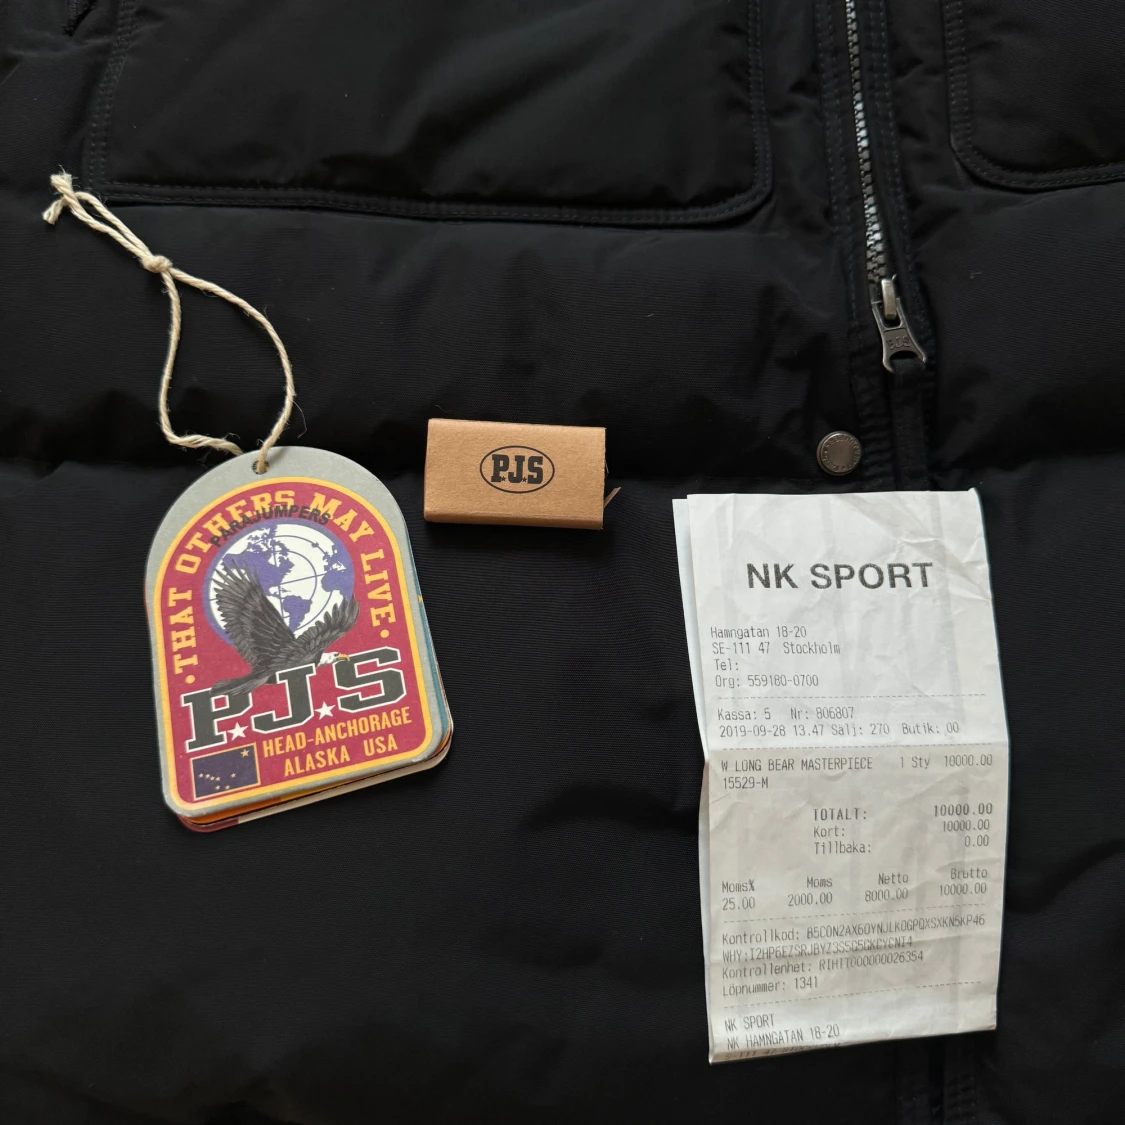 THAT OTHERS MAY LIVE
PARAJUMPERS
P.J.S
HEAD-ANCHORAGE
ALASKA USA
PJS
PJS
NK SPORT
Hamngatan 18-20
SE-111 47 Stockholm
Tel:
Org: 559180-0700
Kassa: 5 Nr: 806807
2019-09-28 13.47 Sälj: 270 Butik: 00
W LONG BEAR MASTERPIECE 1 Sty 10000.00
15529-M
TOTALT: 10000.00
Kort: 10000.00
Tillbaka: 0.00
Moms% Moms Netto Brutto
25.00 2000.00 8000.00 10000.00
Kontrollkod:
Kontrollenhet:
Löpnummer: 1341
NK SPORT
NK HAMNGATAN 18-20